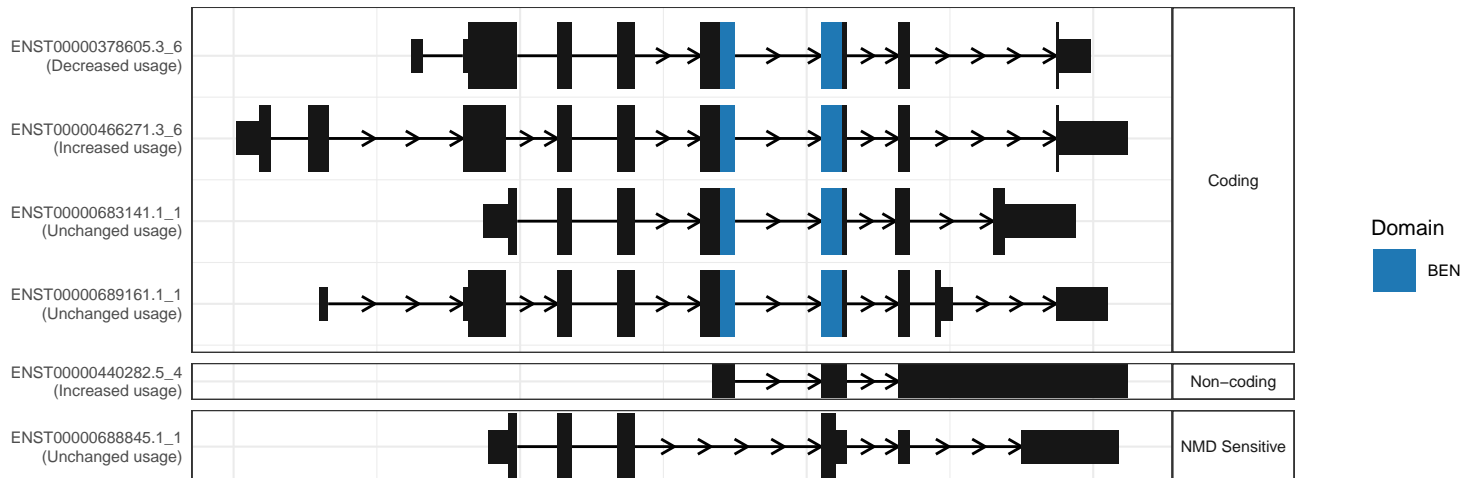 ENST00000378605.3_6
(Decreased usage)
ENST00000466271.3_6
(Increased usage)
Coding
ENST00000683141.1_1
(Unchanged usage)
Domain
BEN
ENST00000689161.1_1
(Unchanged usage)
ENST00000440282.5_4
(Increased usage)
Non−coding
ENST00000688845.1_1
(Unchanged usage)
NMD Sensitive